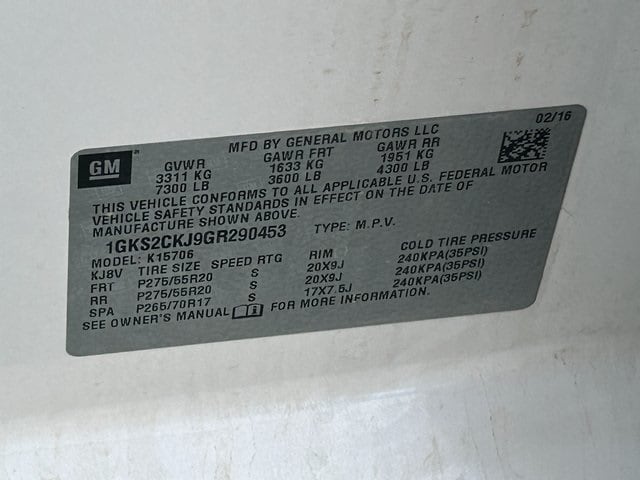 02/16
GM
MFD BY GENERAL MOTORS LLC
GVWR GAWR FRT GAWR RR
3311 KG 1633 KG 1951 KG
7300 LB 3600 LB 4300 LB
THIS VEHICLE CONFORMS TO ALL APPLICABLE U.S. FEDERAL MOTOR
VEHICLE SAFETY STANDARDS IN EFFECT ON THE DATE OF
MANUFACTURE SHOWN ABOVE.
1GKS2CKJ9GR290453 TYPE: M.P.V.
MODEL: K15706
KJ8V TIRE SIZE SPEED RTG RIM COLD TIRE PRESSURE
FRT P275/55R20 S 20X9J 240KPA(35PSI)
RR P275/55R20 S 20X9J 240KPA(35PSI)
SPA P265/70R17 S 17X7.5J 240KPA(35PSI)
SEE OWNER'S MANUAL FOR MORE INFORMATION.